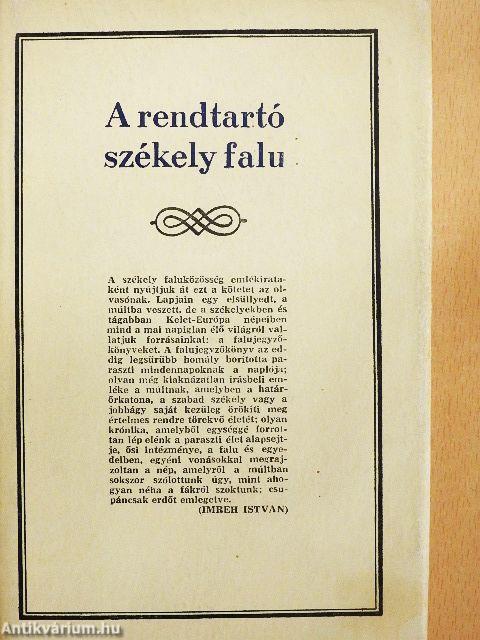 A rendtartó
székely falu
A székely faluközösség emlékirata-
ként nyújtjuk át ezt a kötetet az ol-
vasónak. Lapjain egy elsüllyedt, a
múltba veszett, de a székelyekben és
tágabban Kelet-Európa népeiben
mind a mai napiglan élő világról val-
latjuk forrásainkat: a falujegyző-
könyveket. A falujegyzőkönyv az ed-
dig legsűrűbb homály borította pa-
raszti mindennapoknak a naplója;
olyan még kiaknázatlan írásbeli em-
léke a múltnak, amelyben a határ-
őrkatona, a szabad székely vagy a
jobbágy saját kezűleg örökíti meg
értelmes rendre törekvő életét; olyan
krónika, amelyből egységgé forrot-
tan lép elénk a paraszti élet alapsejt-
je, ősi intézménye, a falu és egye-
deiben, egyéni vonásokkal megraj-
zoltan a nép, amelyről a múltban
sokszor szólottunk úgy, mint aho-
gyan néha a fákról szoktunk: csu-
páncsak erdőt emlegetve.
(IMREH ISTVÁN)
Antikvárium.hu